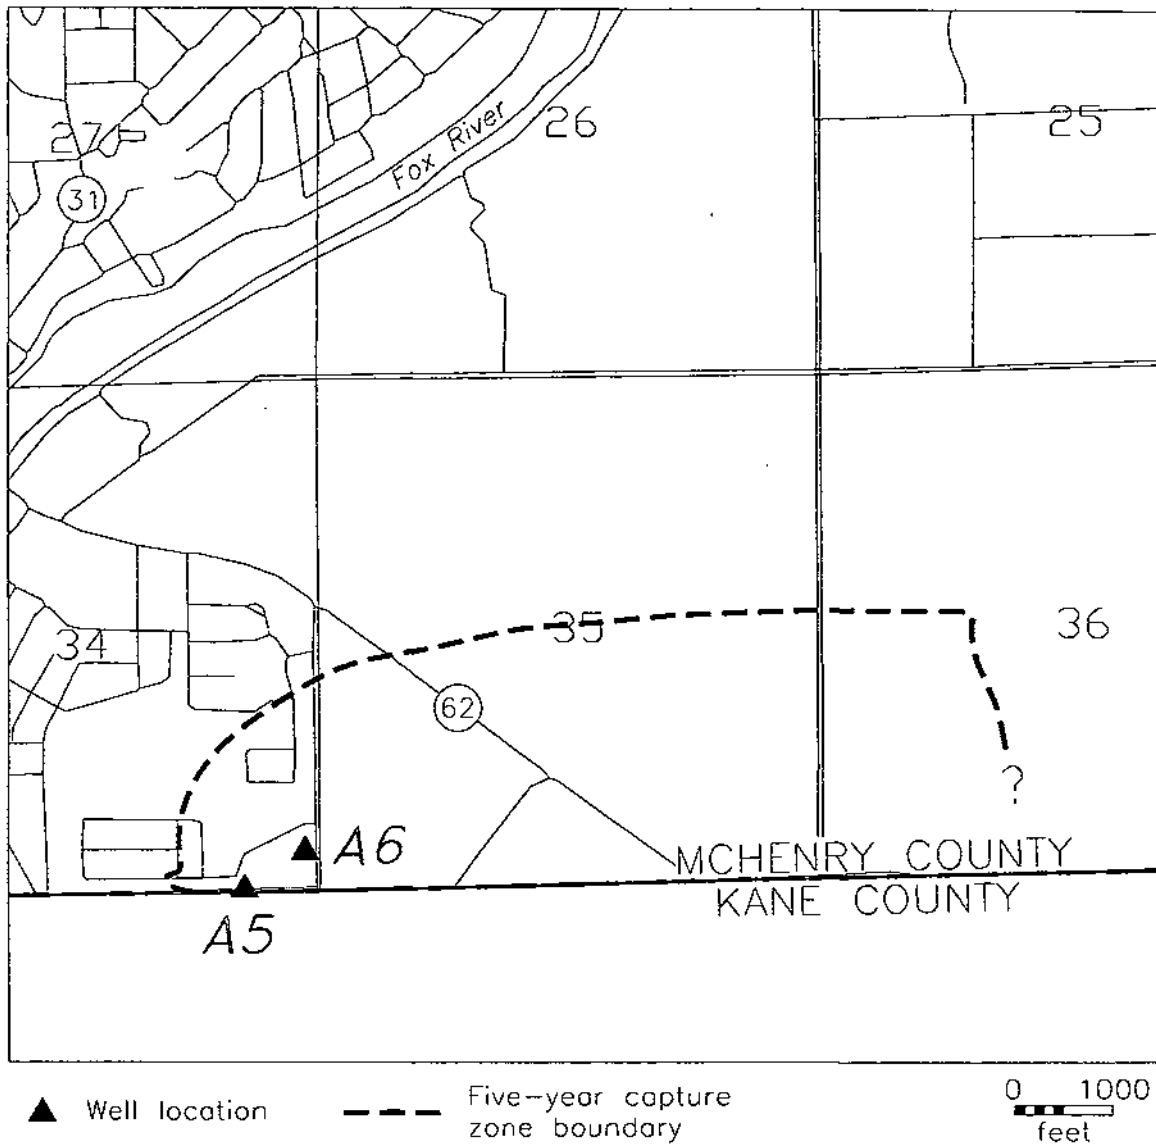 26
25
27
Fox River
31
35
36
34
62
?
A6
MCHENRY COUNTY
KANE COUNTY
A5
0 1000
feet
Well location
Five-year capture
zone boundary